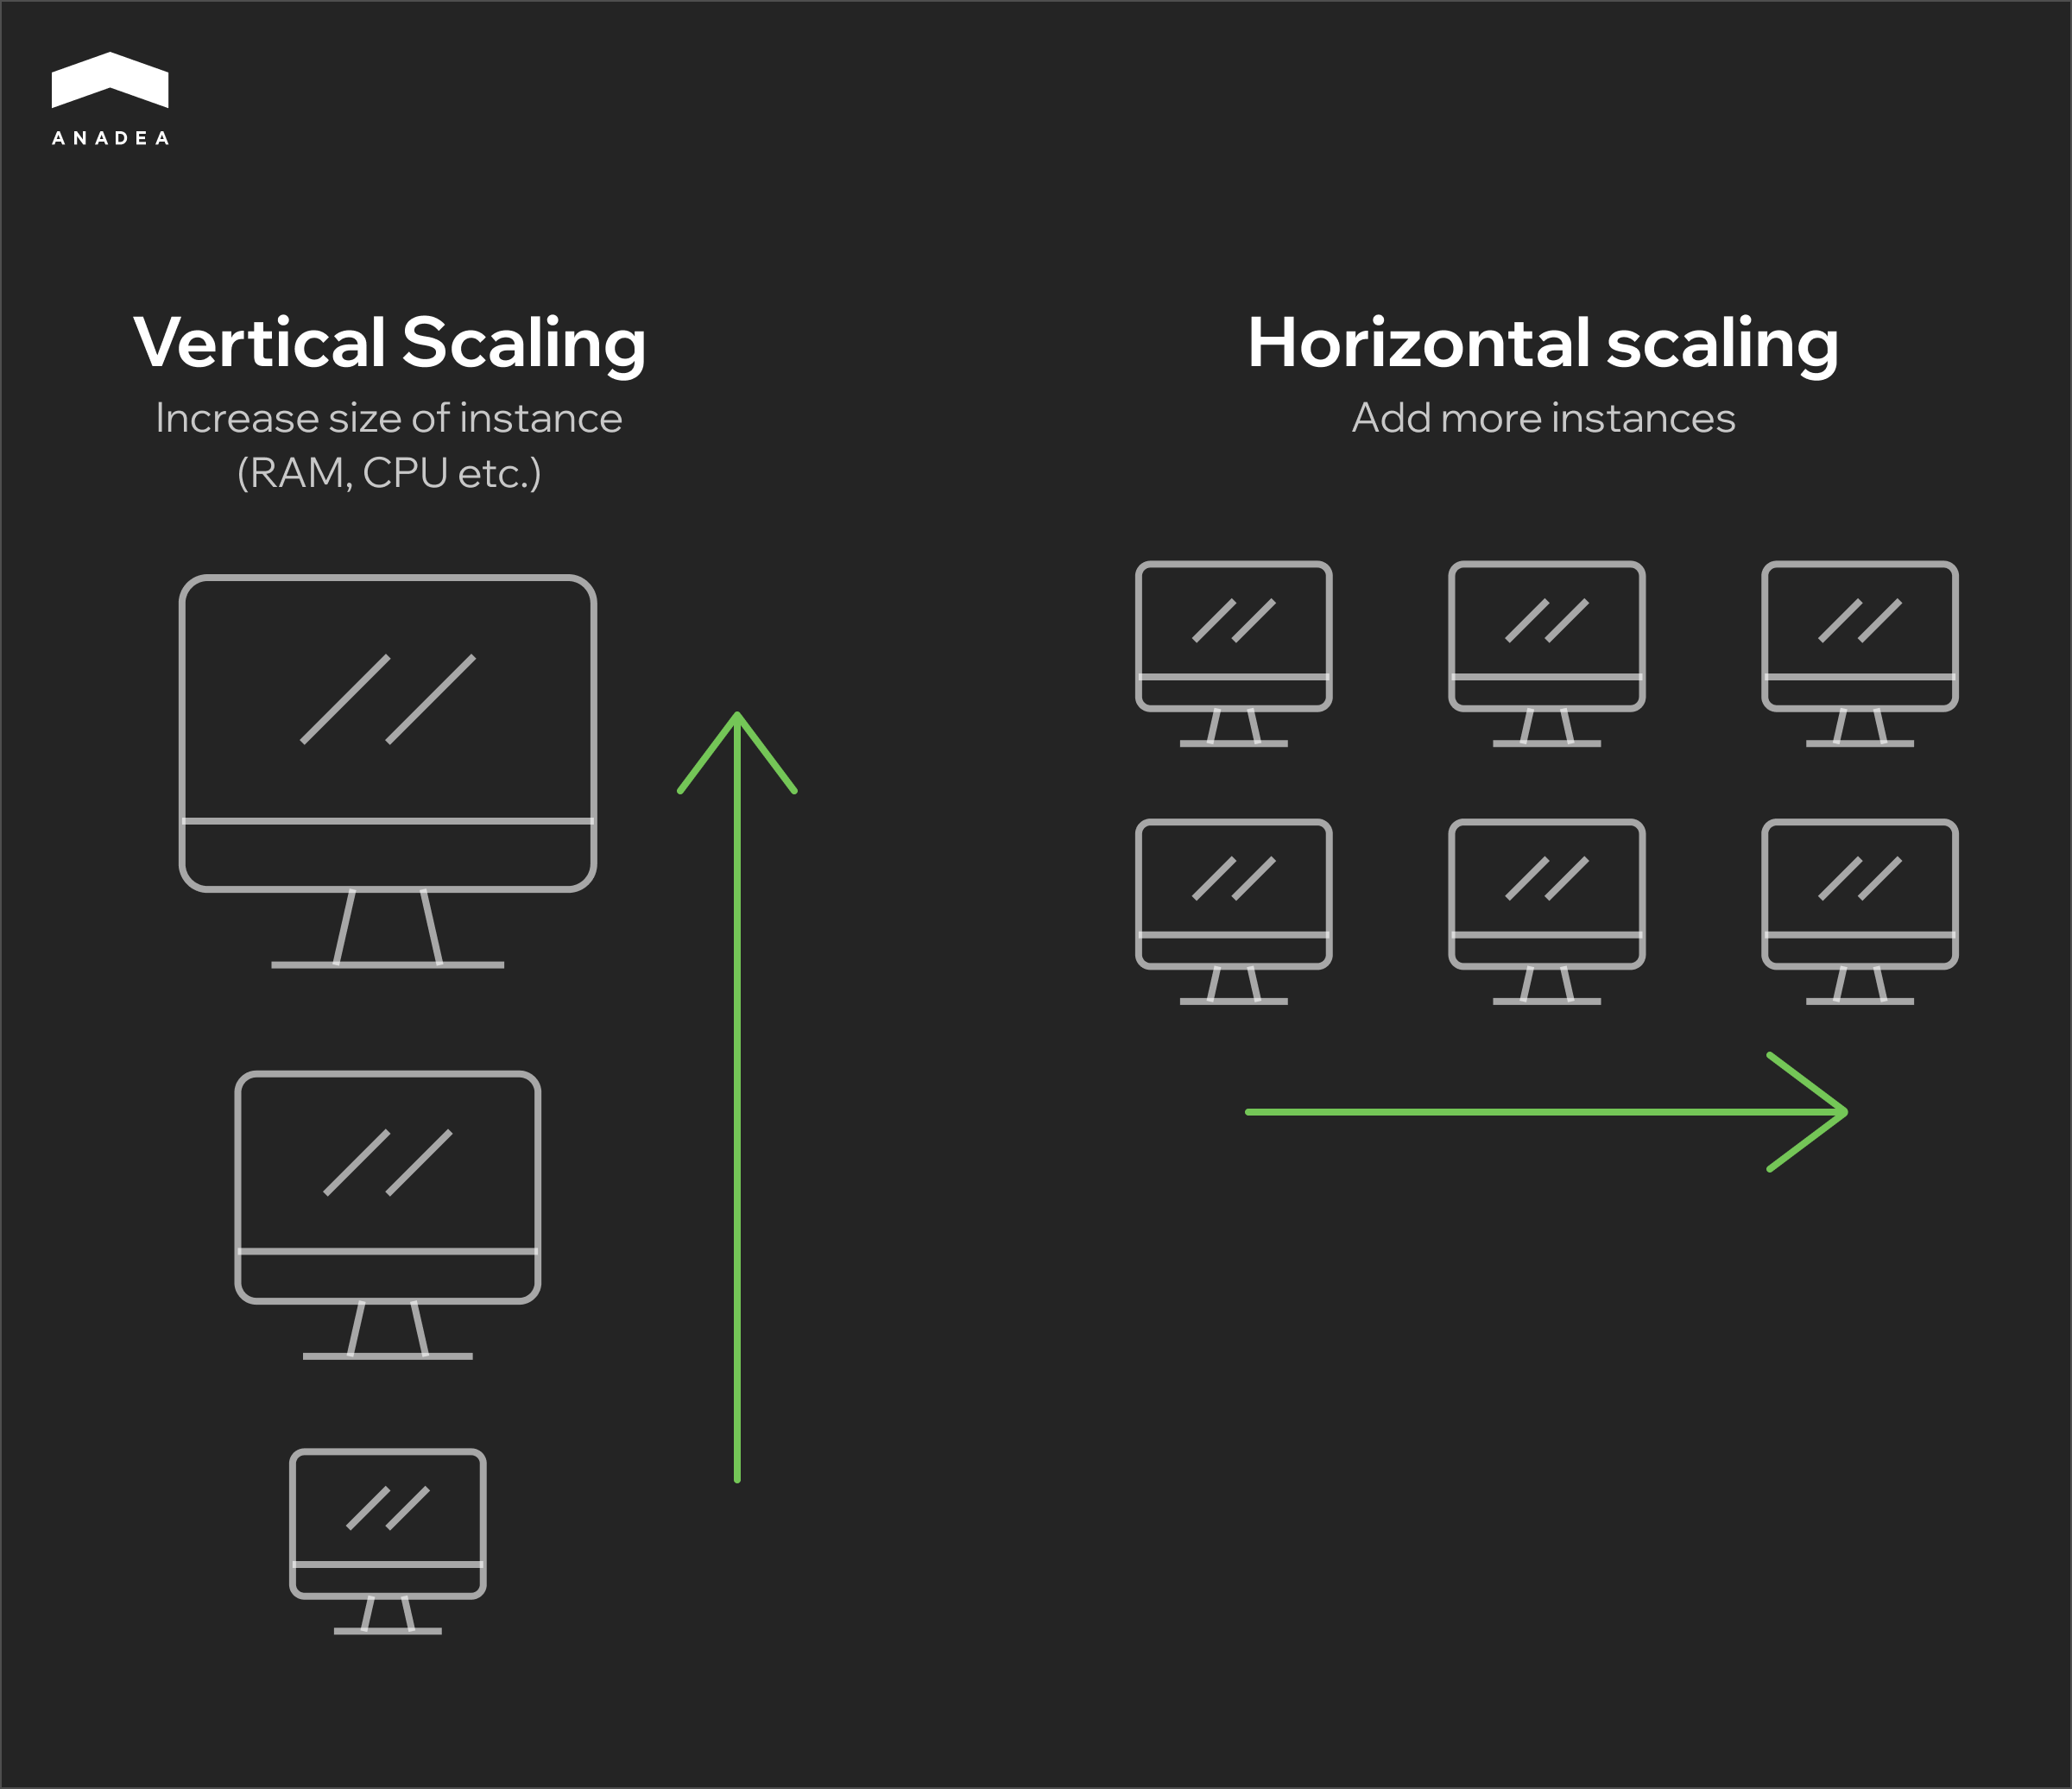 ANADEA
Vertical Scaling
Increase size of instance
(RAM, CPU etc.)
Horizontal scaling
Add more instances